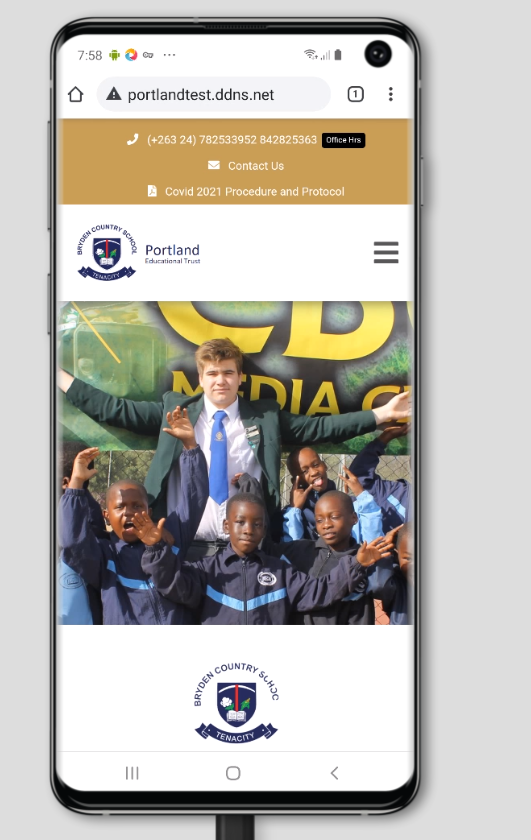 7:58
portlandtest.ddns.net
1
(+263 24) 782533952 842825363 Office Hrs
Contact Us
Covid 2021 Procedure and Protocol
BRYDEN COUNTRY SCHOOL
TENACITY
Portland
Educational Trust
CB
MEDIA C
BRYDEN COUNTRY SCHOOL
TENACITY